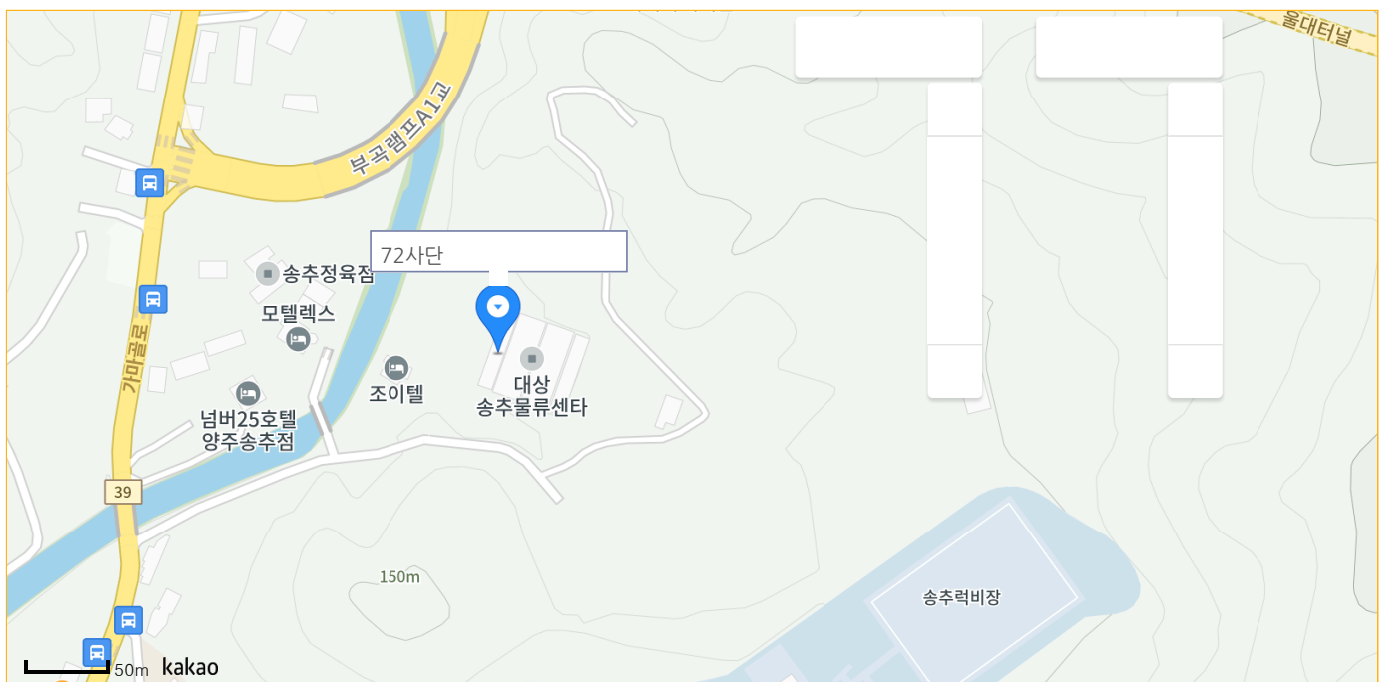 울대터널
부곡램프A1교
72사단
송추정육점
모텔렉스
가마골로
조이텔
대상
송추물류센타
넘버25호텔
양주송추점
39
150m
송추럭비장
50m kakao